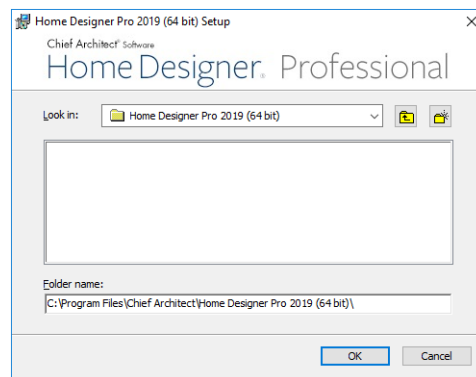 Home Designer Pro 2019 (64 bit) Setup
Chief Architect® Software
Home Designer® Professional
Look in:
Home Designer Pro 2019 (64 bit)
Folder name:
C:\Program Files\Chief Architect\Home Designer Pro 2019 (64 bit)\
OK Cancel